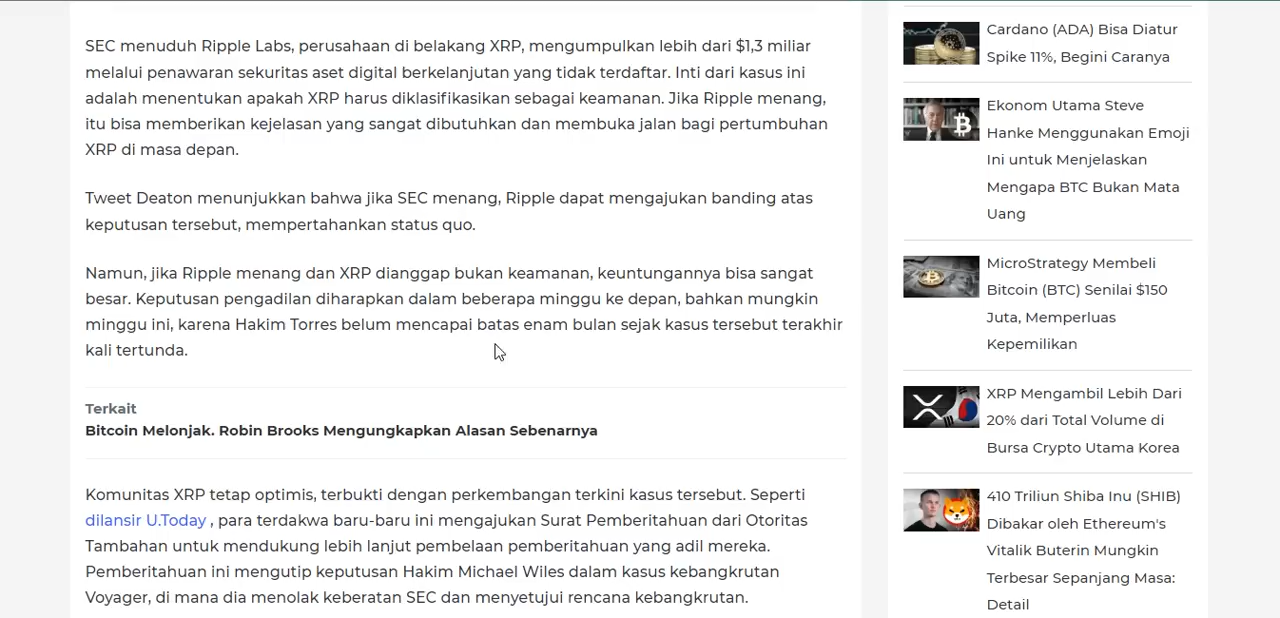 SEC menuduh Ripple Labs, perusahaan di belakang XRP, mengumpulkan lebih dari $1,3 miliar
melalui penawaran sekuritas aset digital berkelanjutan yang tidak terdaftar. Inti dari kasus ini
adalah menentukan apakah XRP harus diklasifikasikan sebagai keamanan. Jika Ripple menang,
itu bisa memberikan kejelasan yang sangat dibutuhkan dan membuka jalan bagi pertumbuhan
XRP di masa depan.
Tweet Deaton menunjukkan bahwa jika SEC menang, Ripple dapat mengajukan banding atas
keputusan tersebut, mempertahankan status quo.
Namun, jika Ripple menang dan XRP dianggap bukan keamanan, keuntungannya bisa sangat
besar. Keputusan pengadilan diharapkan dalam beberapa minggu ke depan, bahkan mungkin
minggu ini, karena Hakim Torres belum mencapai batas enam bulan sejak kasus tersebut terakhir
kali tertunda.
Terkait
Bitcoin Melonjak. Robin Brooks Mengungkapkan Alasan Sebenarnya
Komunitas XRP tetap optimis, terbukti dengan perkembangan terkini kasus tersebut. Seperti
dilansir U.Today , para terdakwa baru-baru ini mengajukan Surat Pemberitahuan dari Otoritas
Tambahan untuk mendukung lebih lanjut pembelaan pemberitahuan yang adil mereka.
Pemberitahuan ini mengutip keputusan Hakim Michael Wiles dalam kasus kebangkrutan
Voyager, di mana dia menolak keberatan SEC dan menyetujui rencana kebangkrutan.
Cardano (ADA) Bisa Diatur
Spike 11%, Begini Caranya
Ekonom Utama Steve
Hanke Menggunakan Emoji
Ini untuk Menjelaskan
Mengapa BTC Bukan Mata
Uang
MicroStrategy Membeli
Bitcoin (BTC) Senilai $150
Juta, Memperluas
Kepemilikan
XRP Mengambil Lebih Dari
20% dari Total Volume di
Bursa Crypto Utama Korea
410 Triliun Shiba Inu (SHIB)
Dibakar oleh Ethereum's
Vitalik Buterin Mungkin
Terbesar Sepanjang Masa:
Detail